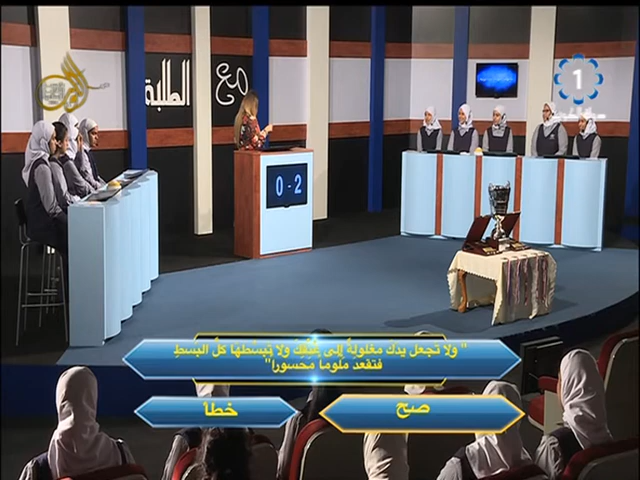 مع
الطلبة
1
0 - 2
" ولا تجعل يدك مغلولةً إلى عنقك ولا تبسطها كل البسط
فتقعد ملوماً محسوراً"
صح
خطأ